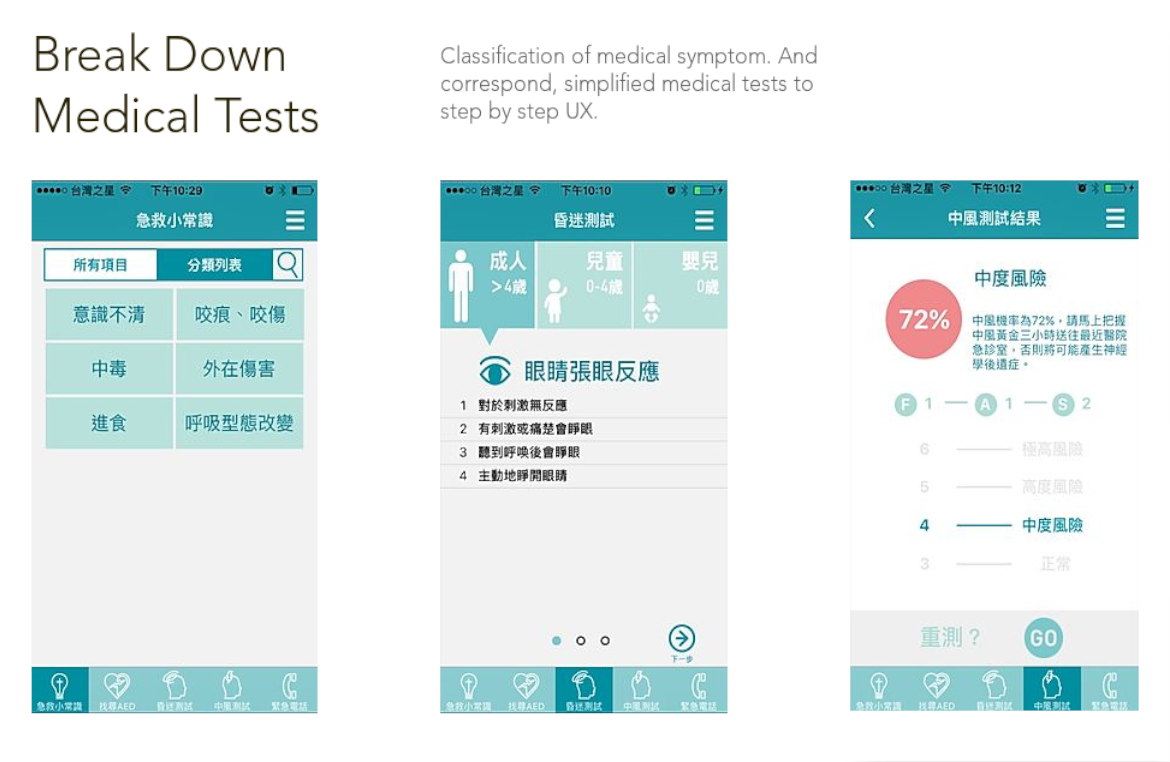 Break Down
Medical Tests
Classification of medical symptom. And
correspond, simplified medical tests to
step by step UX.
台灣之星 下午10:29
急救小常識
所有項目 分類列表
意識不清 咬痕、咬傷
中毒 外在傷害
進食 呼吸型態改變
急救小常識 找尋AED 昏迷測試 中風測試 緊急電話
台灣之星 下午10:10
昏迷測試
成人 兒童 嬰兒
>4歲 0-4歲 0歲
眼睛張眼反應
1 對於刺激無反應
2 有刺激或痛楚會睜眼
3 聽到呼喚後會睜眼
4 主動地睜開眼睛
下一步
急救小常識 找尋AED 昏迷測試 中風測試 緊急電話
台灣之星 下午10:12
中風測試結果
72%
中度風險
中風機率為72%，請馬上把握
中風黃金三小時送往最近醫院
急診室，否則將可能產生神經
學後遺症。
F 1 — A 1 — S 2
6 極高風險
5 高度風險
4 中度風險
3 正常
重測？ GO
急救小常識 找尋AED 昏迷測試 中風測試 緊急電話